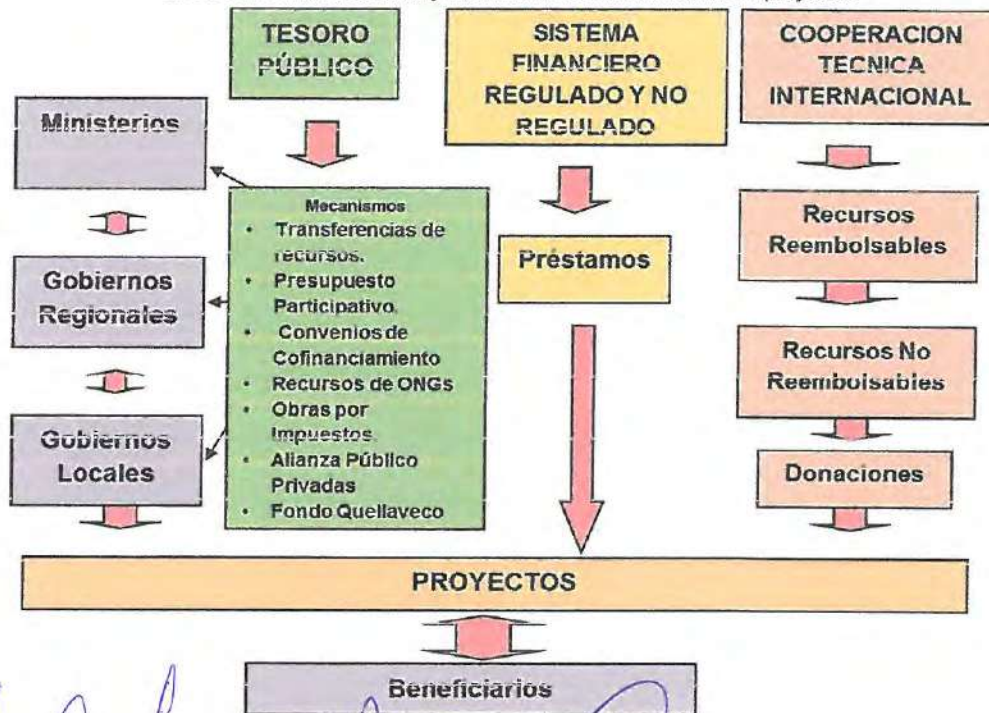 TESORO
PÚBLICO
SISTEMA
FINANCIERO
REGULADO Y NO
REGULADO
COOPERACION
TECNICA
INTERNACIONAL
Ministerios
Gobiernos
Regionales
Gobiernos
Locales
Mecanismos
• Transferencias de
recursos.
• Presupuesto
Participativo.
• Convenios de
Cofinanciamiento
• Recursos de ONGs
• Obras por
Impuestos.
• Alianza Público
Privadas
• Fondo Quellaveco
Préstamos
Recursos
Reembolsables
Recursos No
Reembolsables
Donaciones
PROYECTOS
Beneficiarios